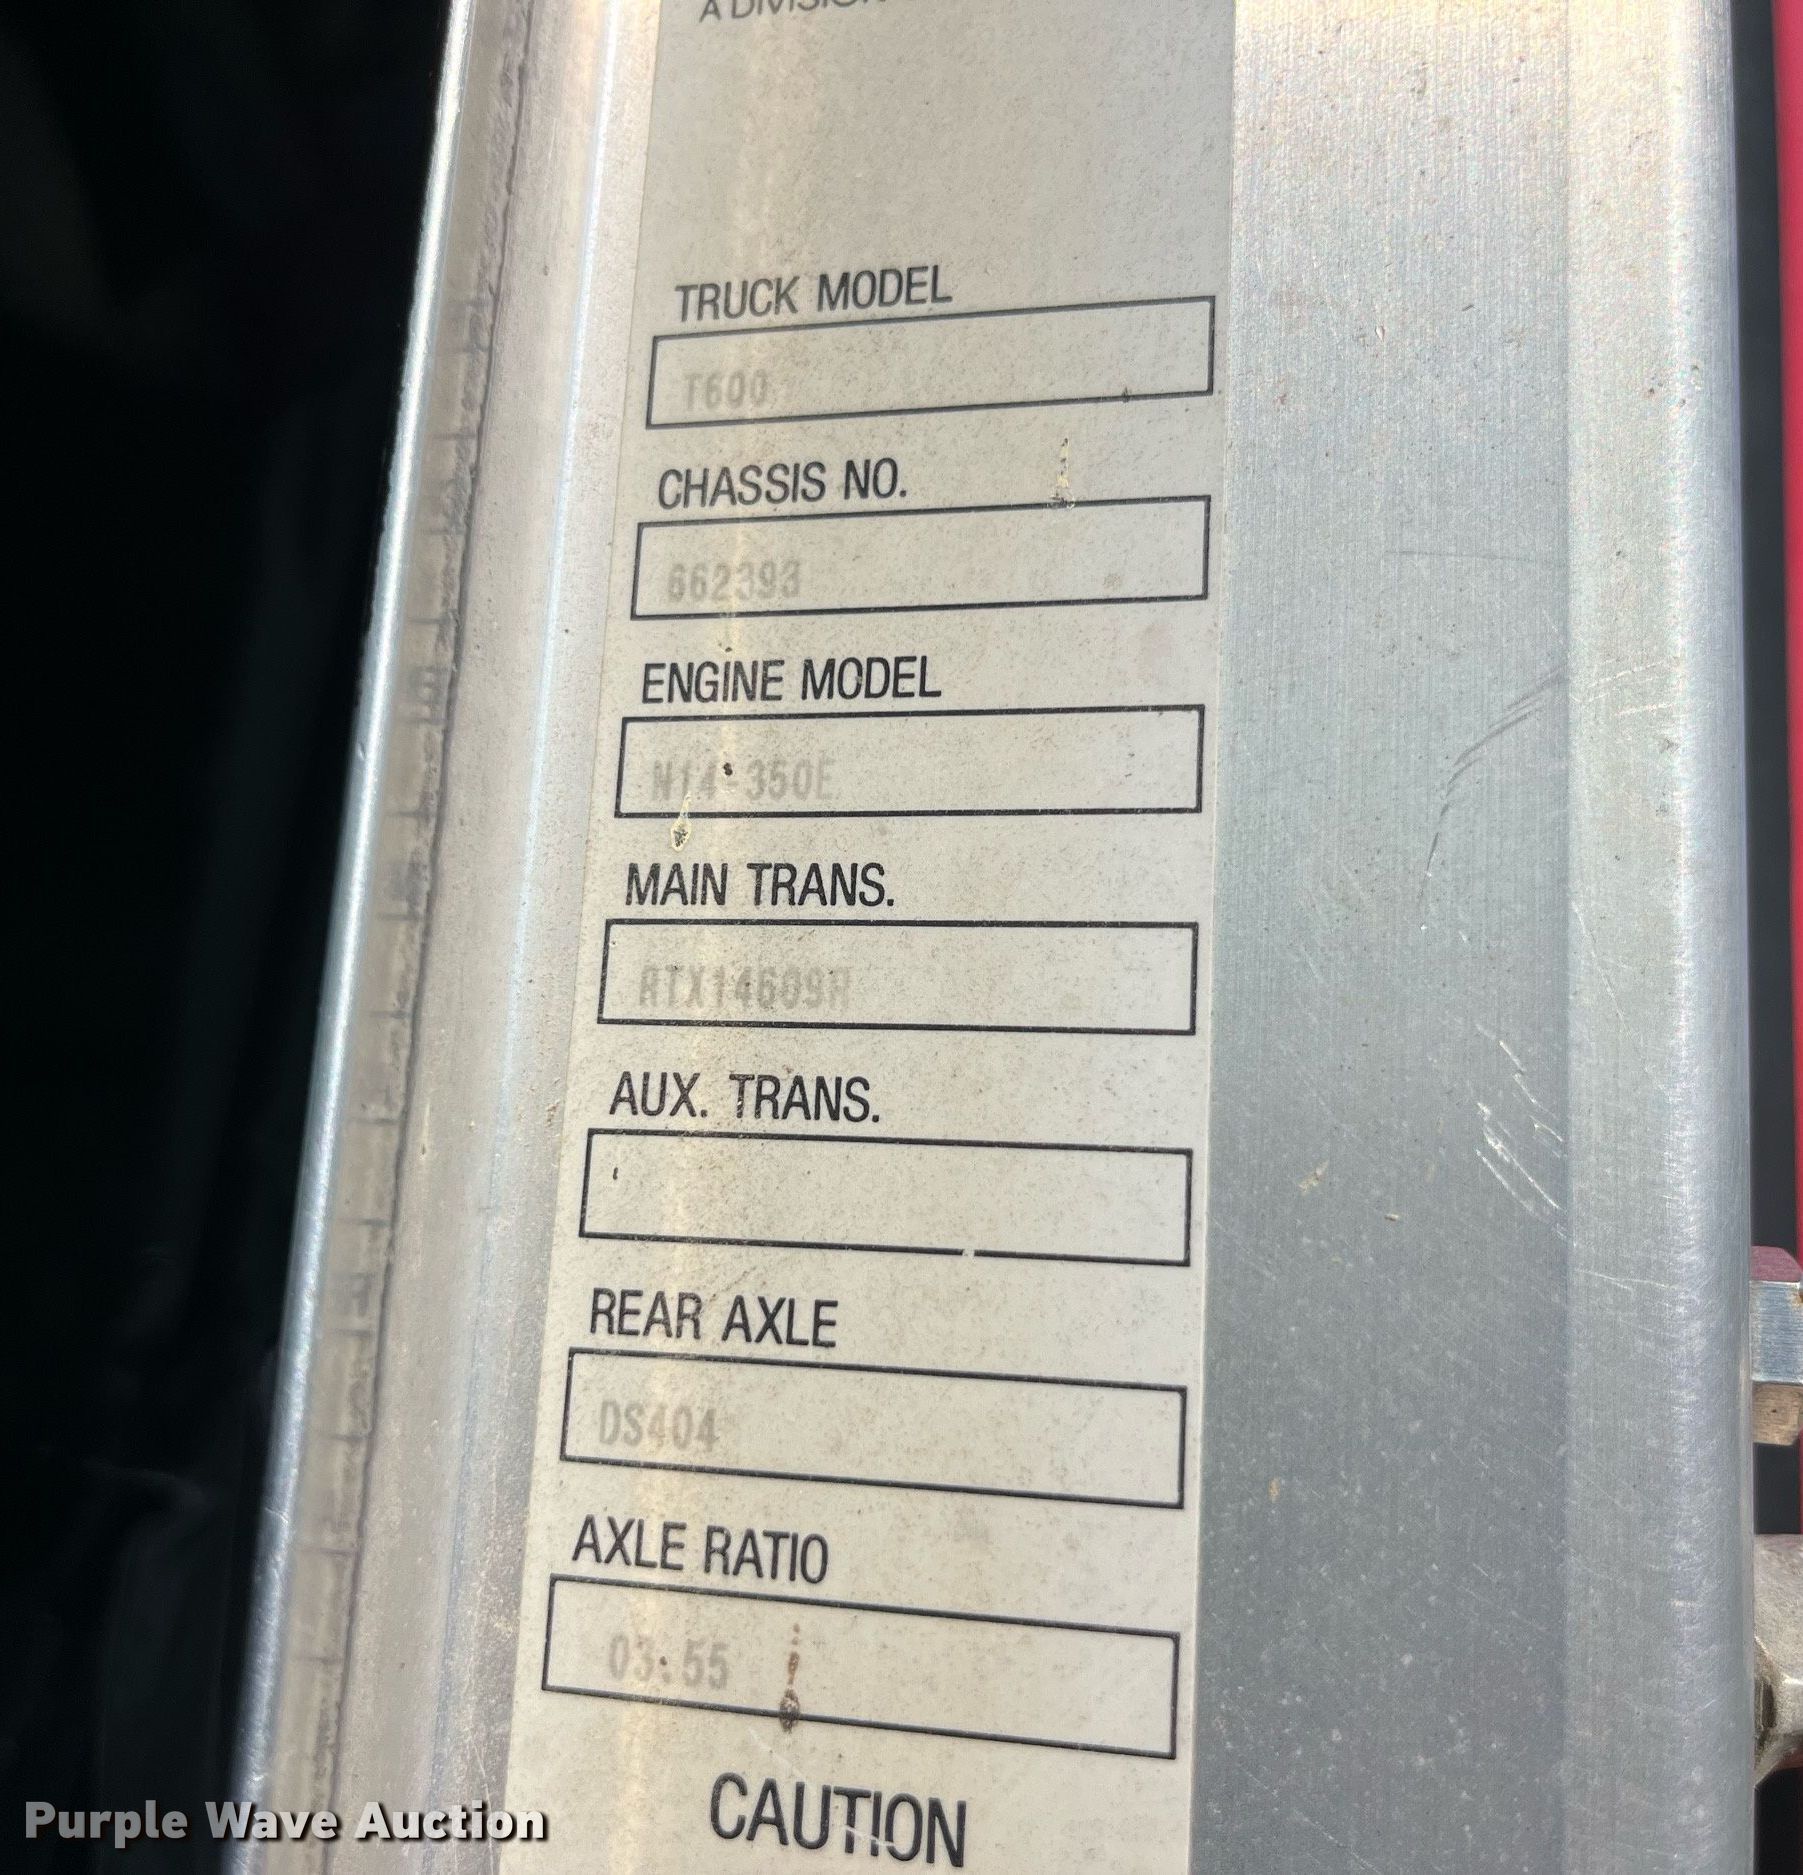 A DIVISION
TRUCK MODEL
T600
CHASSIS NO.
662393
ENGINE MODEL
N14-350E
MAIN TRANS.
RTX14609R
AUX. TRANS.
REAR AXLE
DS404
AXLE RATIO
03.55
CAUTION
Purple Wave Auction